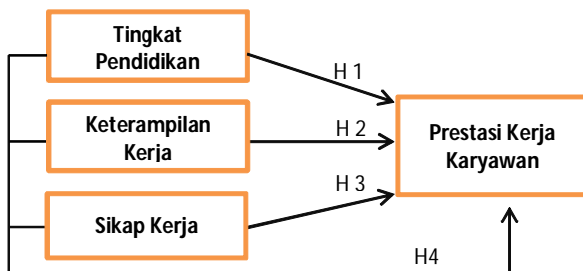 Tingkat
Pendidikan
H 1
Keterampilan
Kerja
H 2
Prestasi Kerja
Karyawan
H 3
Sikap Kerja
H4